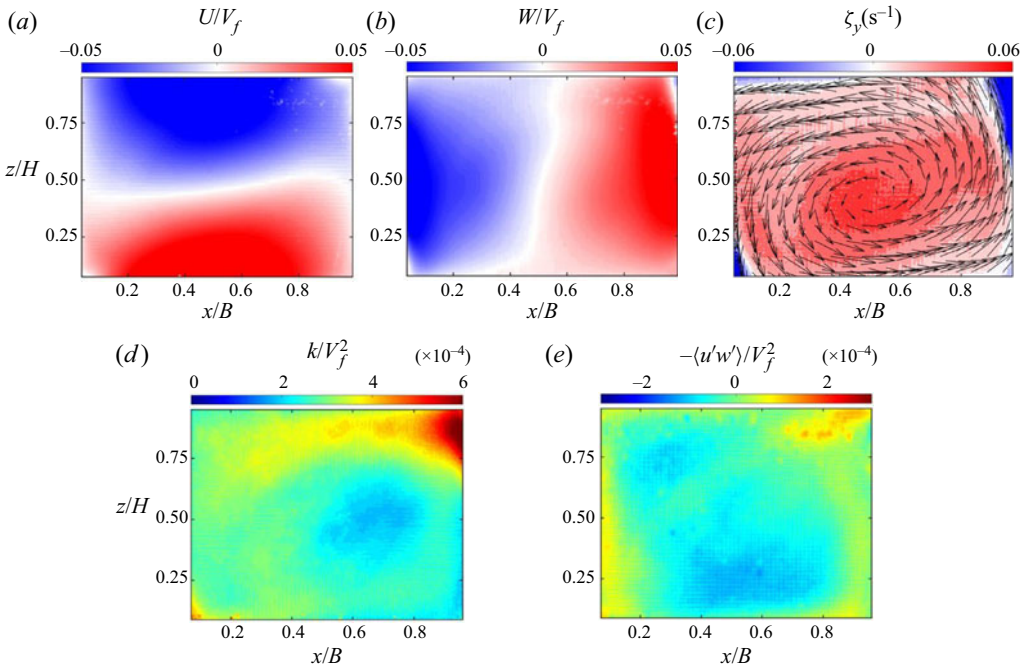 (a) U/V_f
(b) W/V_f
(c) ζ_y(s⁻¹)
−0.05 0 0.05
−0.05 0 0.05
−0.06 0 0.06
z/H
0.75
0.50
0.25
0.2 0.4 0.6 0.8
x/B
0.75
0.50
0.25
0.2 0.4 0.6 0.8
x/B
0.75
0.50
0.25
0.2 0.4 0.6 0.8
x/B
(d) k/V_f² (×10⁻⁴)
0 2 4 6
z/H
0.75
0.50
0.25
0.2 0.4 0.6 0.8
x/B
(e) −⟨u′w′⟩/V_f² (×10⁻⁴)
−2 0 2
0.75
0.50
0.25
0.2 0.4 0.6 0.8
x/B